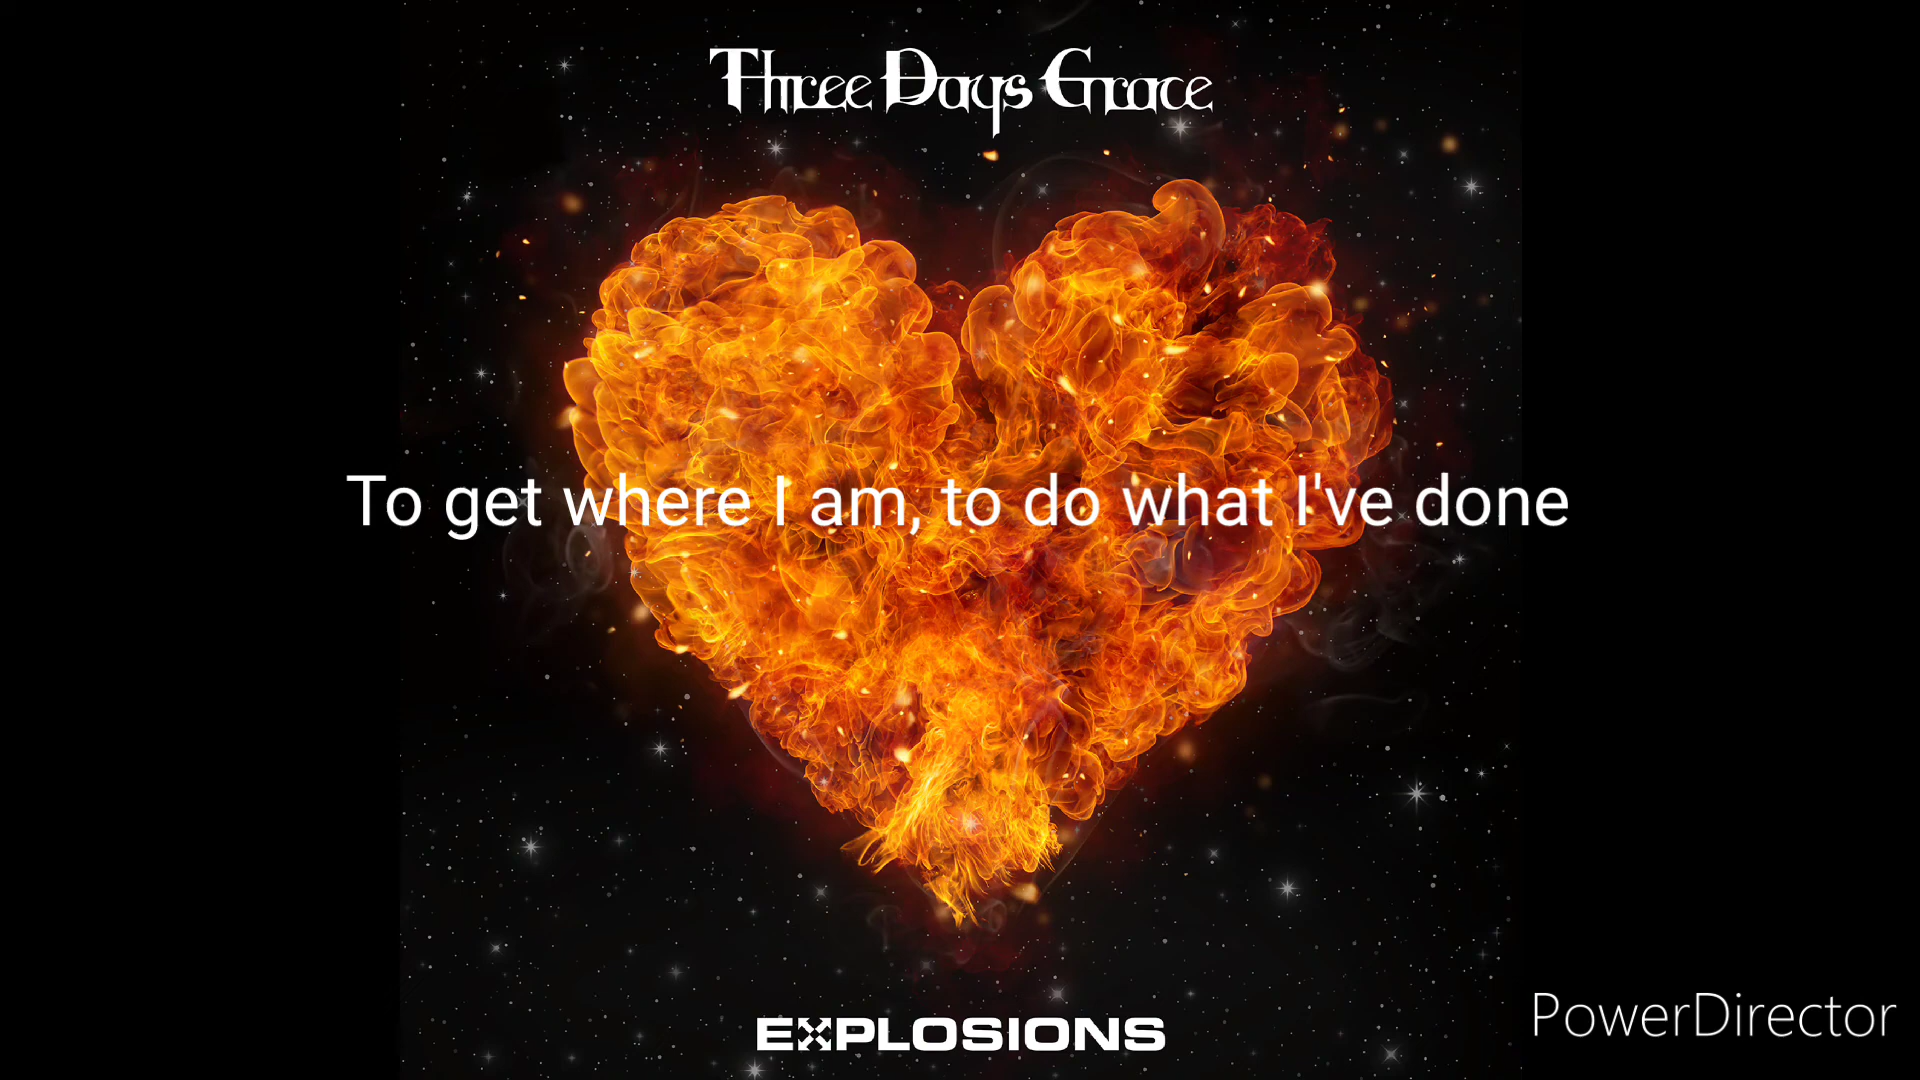 Three Days Grace
To get where I am, to do what I've done
EXPLOSIONS
PowerDirector